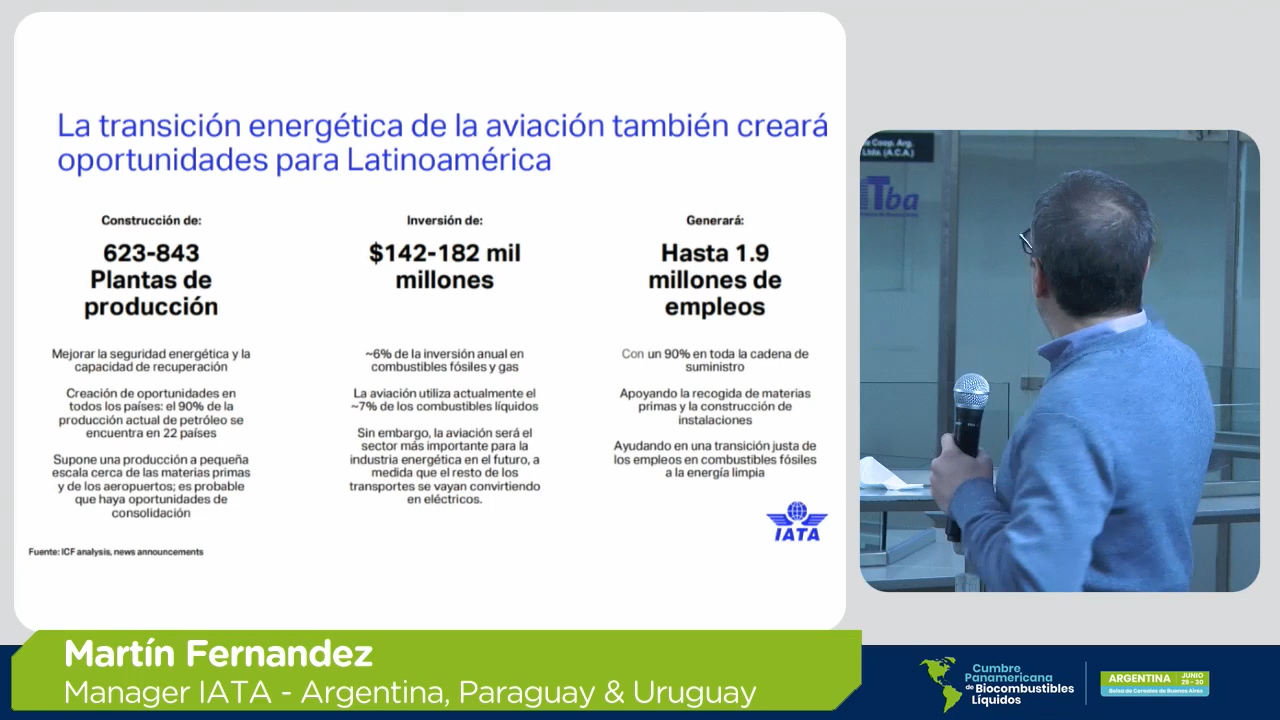 La transición energética de la aviación también creará
oportunidades para Latinoamérica
Construcción de:
623-843
Plantas de
producción
Mejorar la seguridad energética y la
capacidad de recuperación
Creación de oportunidades en
todos los países: el 90% de la
producción actual de petróleo se
encuentra en 22 países
Supone una producción a pequeña
escala cerca de las materias primas
y de los aeropuertos; es probable
que haya oportunidades de
consolidación
Inversión de:
$142-182 mil
millones
~6% de la inversión anual en
combustibles fósiles y gas
La aviación utiliza actualmente el
~7% de los combustibles líquidos
Sin embargo, la aviación será el
sector más importante para la
industria energética en el futuro, a
medida que el resto de los
transportes se vayan convirtiendo
en eléctricos.
Generará:
Hasta 1.9
millones de
empleos
Con un 90% en toda la cadena de
suministro
Apoyando la recogida de materias
primas y la construcción de
instalaciones
Ayudando en una transición justa de
los empleos en combustibles fósiles
a la energía limpia
IATA
Fuente: ICF analysis, news announcements
e Coop. Arg.
Ltda. (A.C.A.)
ITba
Martín Fernandez
Manager IATA - Argentina, Paraguay & Uruguay
Cumbre
Panamericana
de Biocombustibles
Líquidos
ARGENTINA
JUNIO
29 - 30
Bolsa de Cereales de Buenos Aires